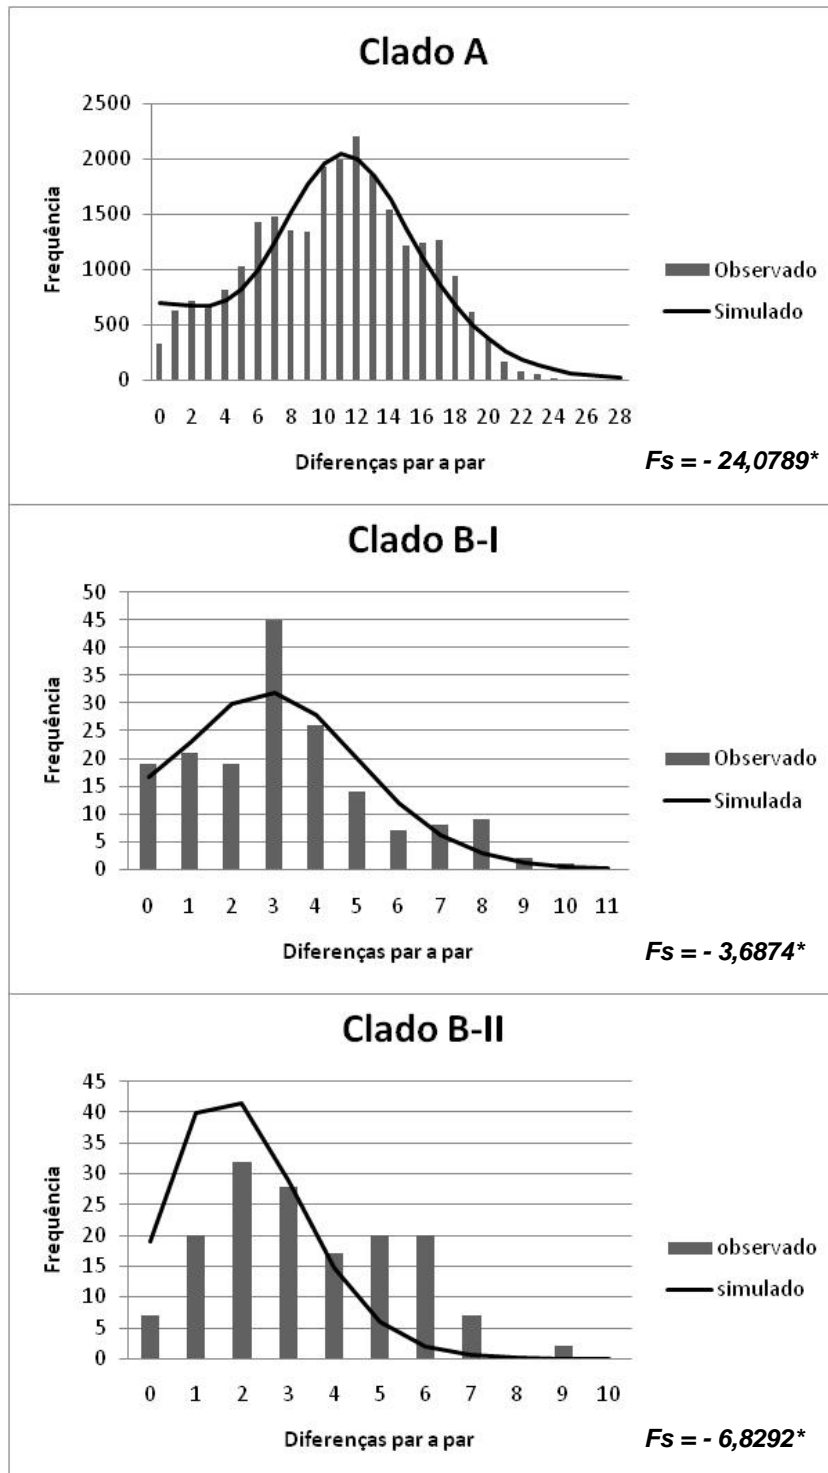 Clado A
2500
2000
1500
1000
500
0
Frequência
0 2 4 6 8 10 12 14 16 18 20 22 24 26 28
Diferenças par a par
Observado
Simulado
Fs = - 24,0789*
Clado B-I
50
45
40
35
30
25
20
15
10
5
0
Frequência
0 1 2 3 4 5 6 7 8 9 10 11
Diferenças par a par
Observado
Simulada
Fs = - 3,6874*
Clado B-II
45
40
35
30
25
20
15
10
5
0
Frequência
0 1 2 3 4 5 6 7 8 9 10
Diferenças par a par
observado
simulado
Fs = - 6,8292*